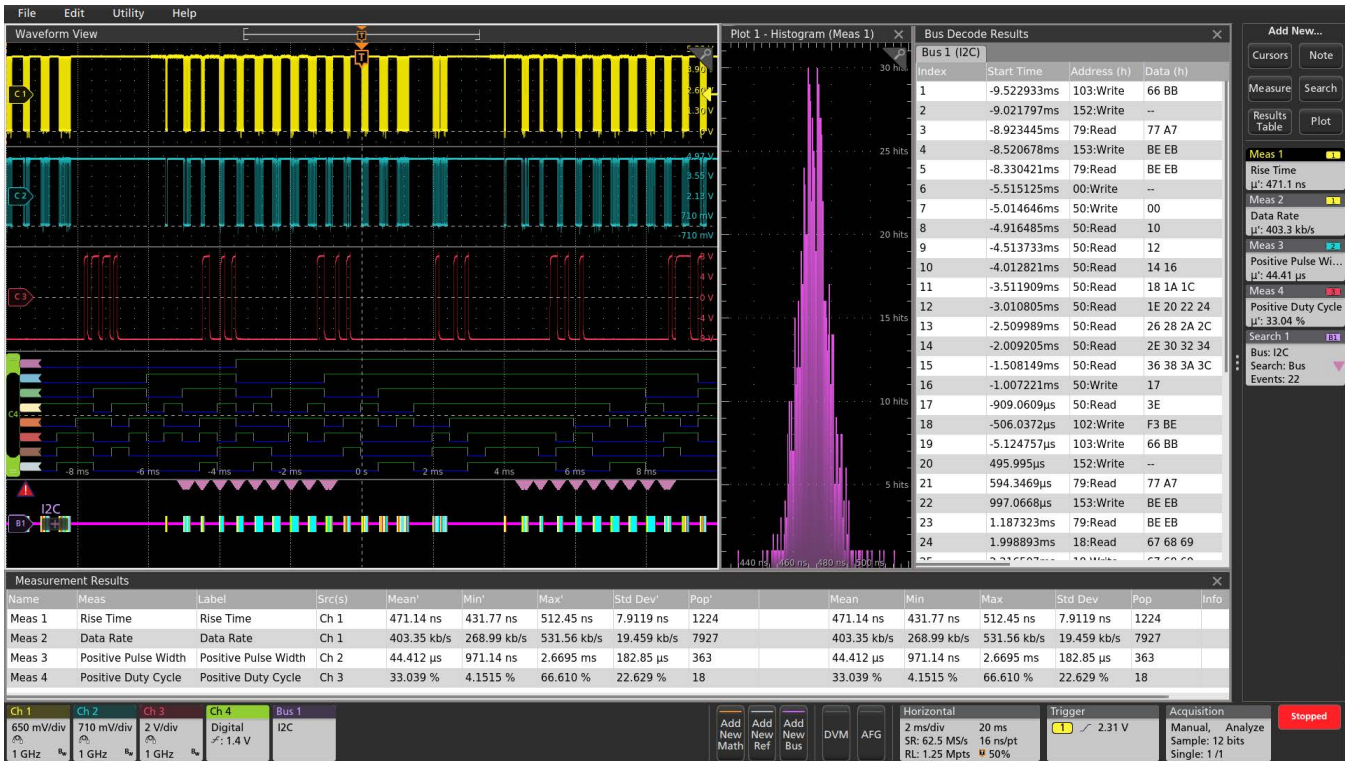 File Edit Utility Help
Waveform View
C1
2.60 V
1.30 V
0 V
C2
4.97 V
3.55 V
2.13 V
710 mV
-710 mV
C3
8 V
4 V
0 V
-4 V
-8 V
C4
-8 ms -6 ms -4 ms -2 ms 0 s 2 ms 4 ms 6 ms 8 ms
I2C
B1
Plot 1 - Histogram (Meas 1)
25 hits
20 hits
15 hits
10 hits
5 hits
440 ns 460 ns 480 ns 500 ns
Bus Decode Results
Bus 1 (I2C)
Index Start Time Address (h) Data (h)
1 -9.522933ms 103:Write 66 BB
2 -9.021797ms 152:Write --
3 -8.923445ms 79:Read 77 A7
4 -8.520678ms 153:Write BE EB
5 -8.330421ms 79:Read BE EB
6 -5.515125ms 00:Write --
7 -5.014646ms 50:Write 00
8 -4.916485ms 50:Read 10
9 -4.513733ms 50:Read 12
10 -4.012821ms 50:Read 14 16
11 -3.511909ms 50:Read 18 1A 1C
12 -3.010805ms 50:Read 1E 20 22 24
13 -2.509989ms 50:Read 26 28 2A 2C
14 -2.009205ms 50:Read 2E 30 32 34
15 -1.508149ms 50:Read 36 38 3A 3C
16 -1.007221ms 50:Write 17
17 -909.0609µs 50:Read 3E
18 -506.0372µs 102:Write F3 BE
19 -5.124757µs 103:Write 66 BB
20 495.995µs 152:Write --
21 594.3469µs 79:Read 77 A7
22 997.0668µs 153:Write BE EB
23 1.187323ms 79:Read BE EB
24 1.998893ms 18:Read 67 68 69
Add New...
Cursors Note
Measure Search
Results Table Plot
Meas 1 1
Rise Time
µ': 471.1 ns
Meas 2 1
Data Rate
µ': 403.3 kb/s
Meas 3 2
Positive Pulse Wi...
µ': 44.41 µs
Meas 4 3
Positive Duty Cycle
µ': 33.04 %
Search 1 B1
Bus: I2C
Search: Bus
Events: 22
Measurement Results
Name Meas Label Src(s) Mean' Min' Max' Std Dev' Pop' Mean Min Max Std Dev Pop Info
Meas 1 Rise Time Rise Time Ch 1 471.14 ns 431.77 ns 512.45 ns 7.9119 ns 1224 471.14 ns 431.77 ns 512.45 ns 7.9119 ns 1224
Meas 2 Data Rate Data Rate Ch 1 403.35 kb/s 268.99 kb/s 531.56 kb/s 19.459 kb/s 7927 403.35 kb/s 268.99 kb/s 531.56 kb/s 19.459 kb/s 7927
Meas 3 Positive Pulse Width Positive Pulse Width Ch 2 44.412 µs 971.14 ns 2.6695 ms 182.85 µs 363 44.412 µs 971.14 ns 2.6695 ms 182.85 µs 363
Meas 4 Positive Duty Cycle Positive Duty Cycle Ch 3 33.039 % 4.1515 % 66.610 % 22.629 % 18 33.039 % 4.1515 % 66.610 % 22.629 % 18
Ch 1
650 mV/div
1 GHz Bw
Ch 2
710 mV/div
1 GHz Bw
Ch 3
2 V/div
1 GHz Bw
Ch 4
Digital
: 1.4 V
Bus 1
I2C
Add New Math
Add New Ref
Add New Bus
DVM
AFG
Horizontal
2 ms/div 20 ms
SR: 62.5 MS/s 16 ns/pt
RL: 1.25 Mpts 50%
Trigger
1 2.31 V
Acquisition
Manual, Analyze
Sample: 12 bits
Single: 1 /1
Stopped